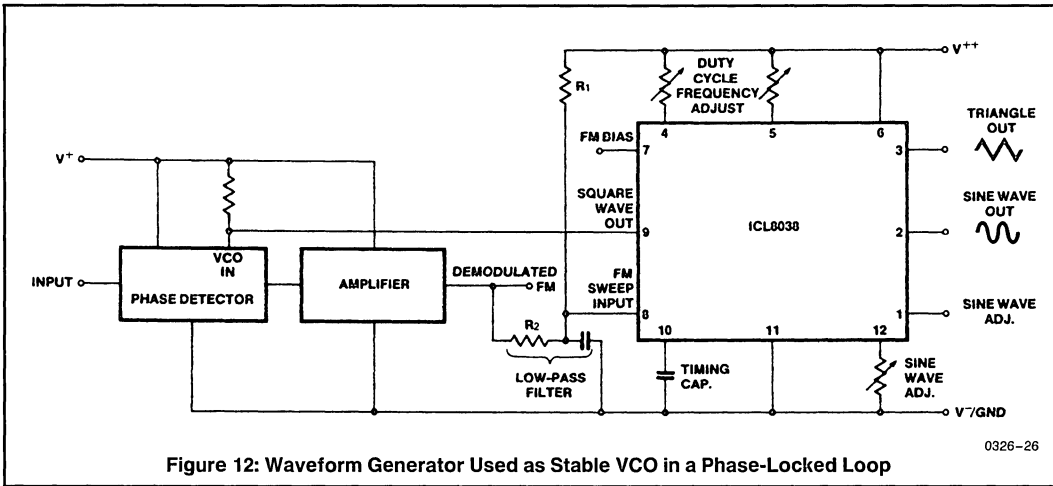 V++
R1
DUTY
CYCLE
FREQUENCY
ADJUST
4
5
6
TRIANGLE
OUT
FM BIAS
7
3
V+
SQUARE
WAVE
OUT
SINE WAVE
OUT
9
ICL8038
2
VCO
IN
INPUT
PHASE DETECTOR
AMPLIFIER
DEMODULATED
FM
FM
SWEEP
INPUT
8
SINE WAVE
ADJ.
1
10
11
12
R2
LOW-PASS
FILTER
TIMING
CAP.
SINE
WAVE
ADJ.
V-/GND
0326-26
Figure 12: Waveform Generator Used as Stable VCO in a Phase-Locked Loop